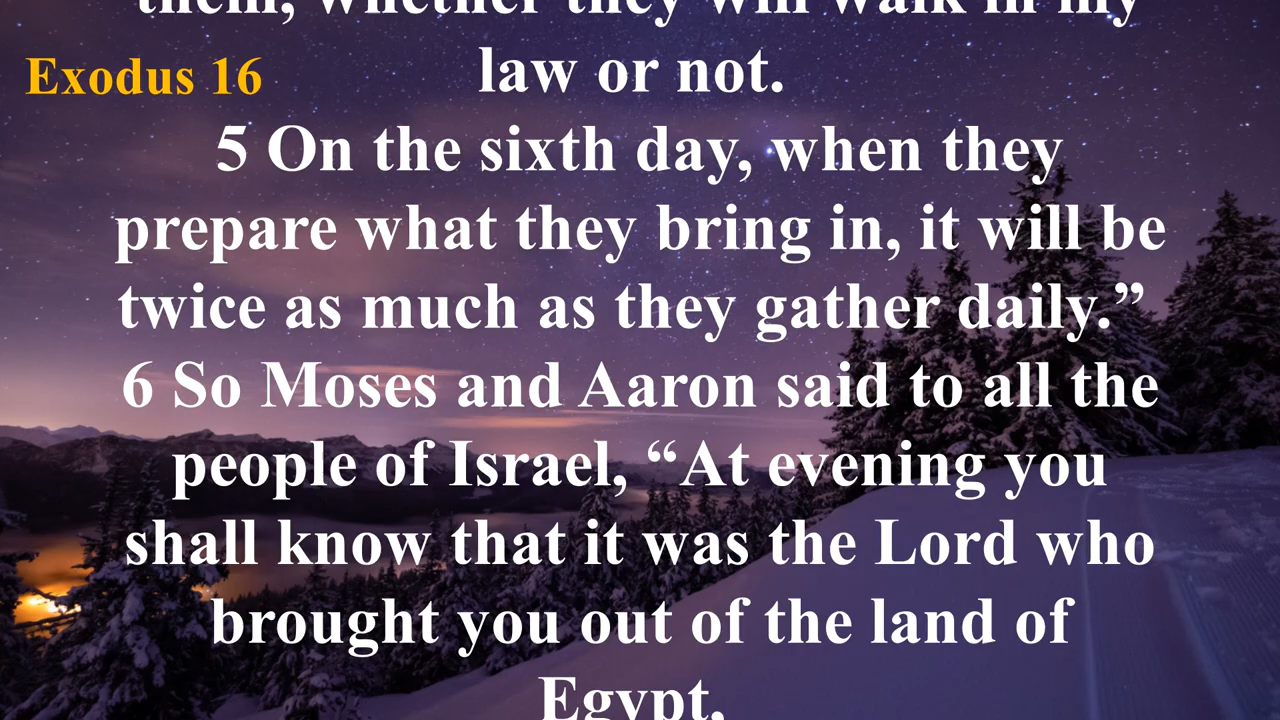 them, whether they will walk in my
Exodus 16
law or not.
5 On the sixth day, when they
prepare what they bring in, it will be
twice as much as they gather daily.”
6 So Moses and Aaron said to all the
people of Israel, “At evening you
shall know that it was the Lord who
brought you out of the land of
Egypt,